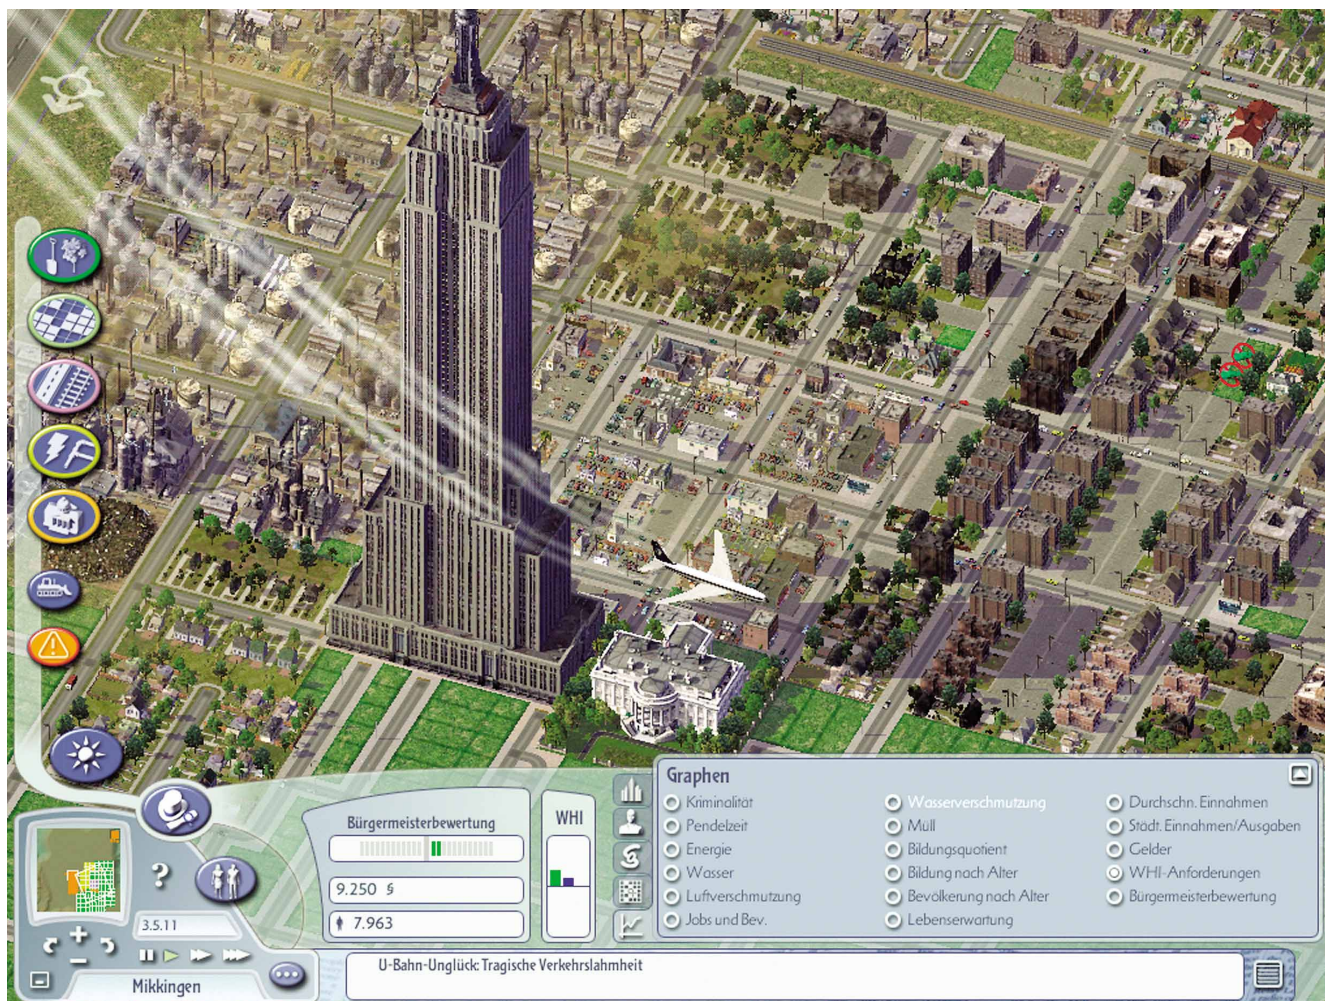 Graphen
Kriminalität
Pendelzeit
Energie
Wasser
Luftverschmutzung
Jobs und Bev.
Wasserverschmutzung
Müll
Bildungsquotient
Bildung nach Alter
Bevölkerung nach Alter
Lebenserwartung
Durchschn. Einnahmen
Städt. Einnahmen/Ausgaben
Gelder
WHI-Anforderungen
Bürgermeisterbewertung
Bürgermeisterbewertung
WHI
9.250 §
7.963
?
3.5.11
Mikkingen
U-Bahn-Unglück: Tragische Verkehrslahmheit